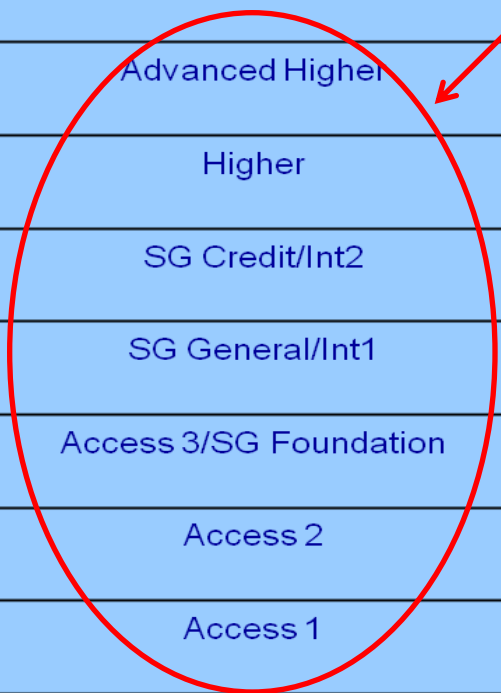 Advanced Higher
Higher
SG Credit/Int2
SG General/Int1
Access 3/SG Foundation
Access 2
Access 1